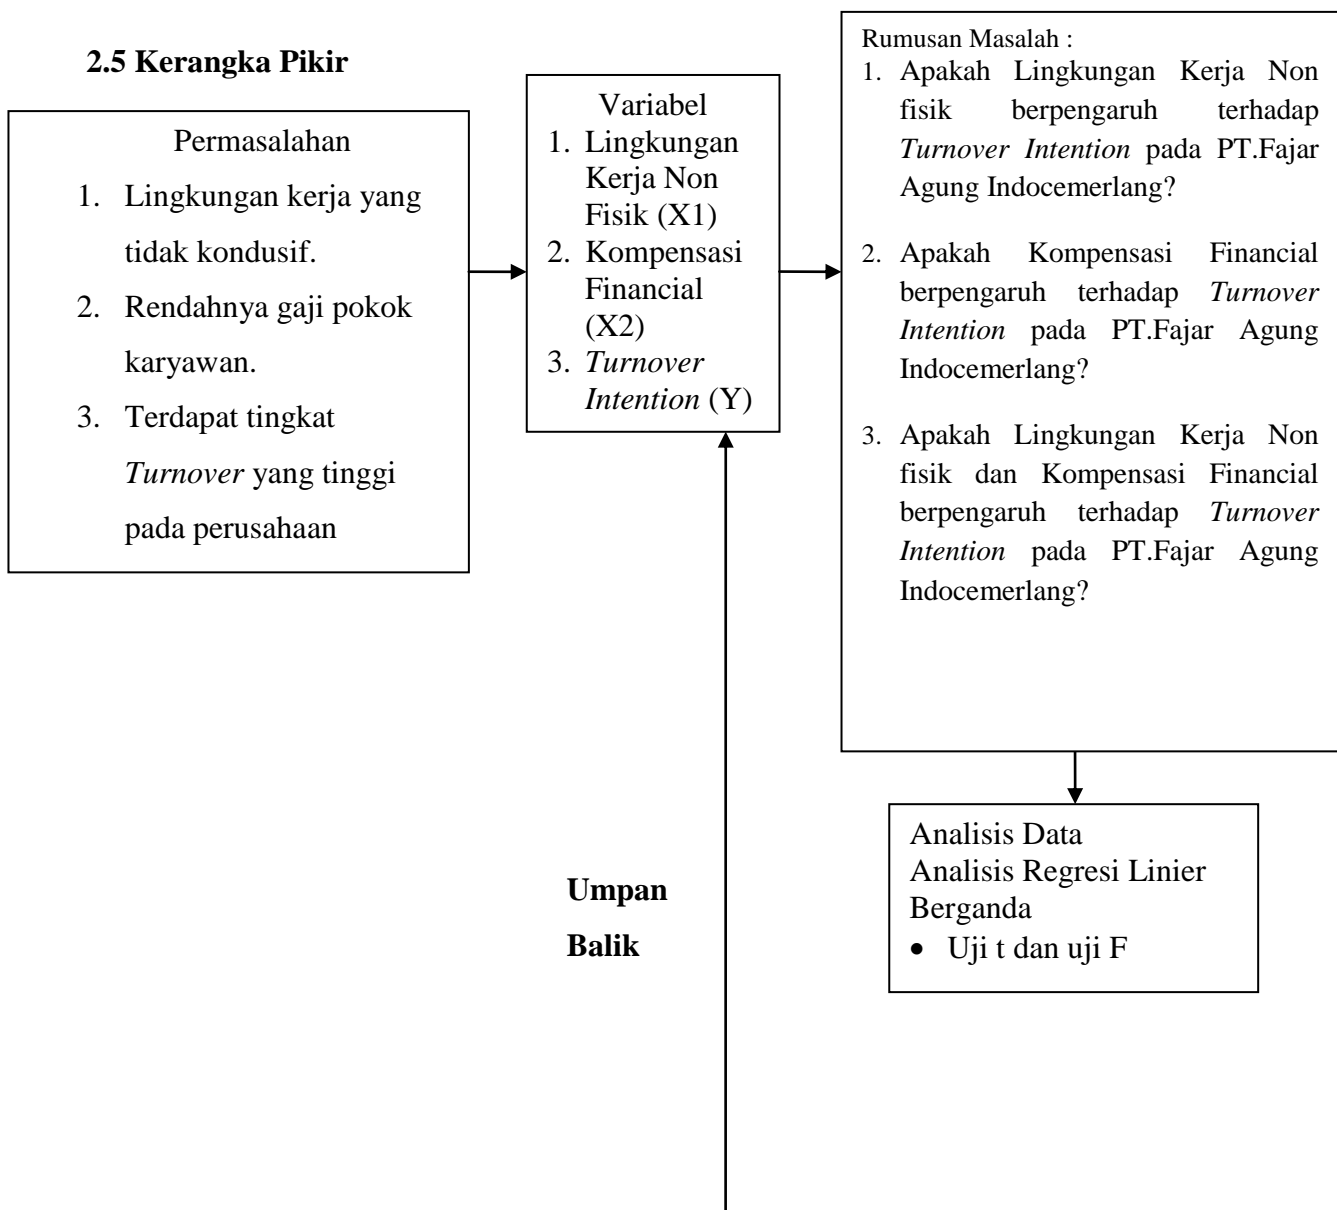 2.5 Kerangka Pikir
Permasalahan
1. Lingkungan kerja yang
tidak kondusif.
2. Rendahnya gaji pokok
karyawan.
3. Terdapat tingkat
Turnover yang tinggi
pada perusahaan
Variabel
1. Lingkungan
Kerja Non
Fisik (X1)
2. Kompensasi
Financial
(X2)
3. Turnover
Intention (Y)
Rumusan Masalah :
1. Apakah Lingkungan Kerja Non
fisik berpengaruh terhadap
Turnover Intention pada PT.Fajar
Agung Indocemerlang?
2. Apakah Kompensasi Financial
berpengaruh terhadap Turnover
Intention pada PT.Fajar Agung
Indocemerlang?
3. Apakah Lingkungan Kerja Non
fisik dan Kompensasi Financial
berpengaruh terhadap Turnover
Intention pada PT.Fajar Agung
Indocemerlang?
Analisis Data
Analisis Regresi Linier
Berganda
• Uji t dan uji F
Umpan
Balik